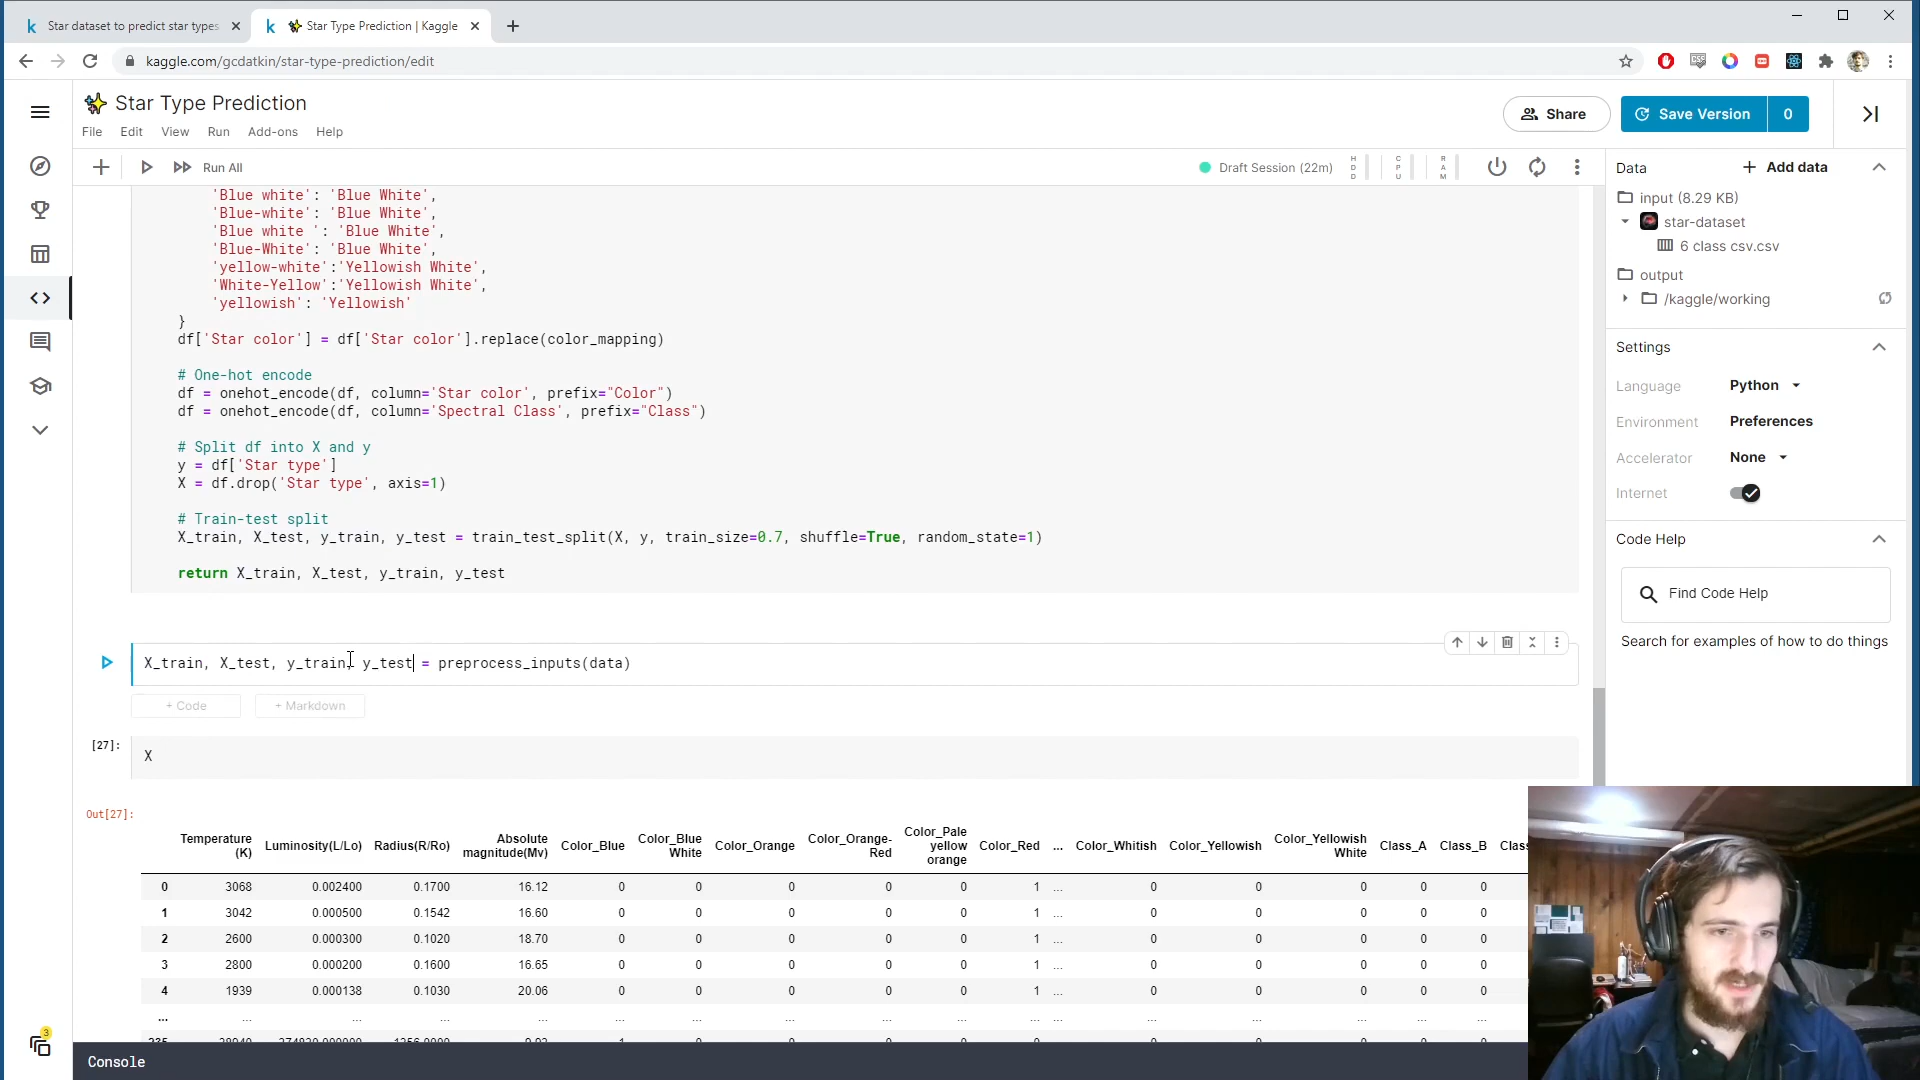 Star dataset to predict star types
Star Type Prediction | Kaggle
kaggle.com/gcdatkin/star-type-prediction/edit
Star Type Prediction
File Edit View Run Add-ons Help
Share
Save Version 0
Run All
Draft Session (22m)
HDD
CPU
RAM
'Blue white': 'Blue White',
'Blue-white': 'Blue White',
'Blue white ': 'Blue White',
'Blue-White': 'Blue White',
'yellow-white':'Yellowish White',
'White-Yellow':'Yellowish White',
'yellowish': 'Yellowish'
}
df['Star color'] = df['Star color'].replace(color_mapping)
# One-hot encode
df = onehot_encode(df, column='Star color', prefix="Color")
df = onehot_encode(df, column='Spectral Class', prefix="Class")
# Split df into X and y
y = df['Star type']
X = df.drop('Star type', axis=1)
# Train-test split
X_train, X_test, y_train, y_test = train_test_split(X, y, train_size=0.7, shuffle=True, random_state=1)
return X_train, X_test, y_train, y_test
X_train, X_test, y_train, y_test = preprocess_inputs(data)
+ Code + Markdown
[27]:
X
Out[27]:
Temperature (K) Luminosity(L/Lo) Radius(R/Ro) Absolute magnitude(Mv) Color_Blue Color_Blue White Color_Orange Color_Orange-Red Color_Pale yellow orange Color_Red ... Color_Whitish Color_Yellowish Color_Yellowish White Class_A Class_B Class
0 3068 0.002400 0.1700 16.12 0 0 0 0 0 1 ... 0 0 0 0 0
1 3042 0.000500 0.1542 16.60 0 0 0 0 0 1 ... 0 0 0 0 0
2 2600 0.000300 0.1020 18.70 0 0 0 0 0 1 ... 0 0 0 0 0
3 2800 0.000200 0.1600 16.65 0 0 0 0 0 1 ... 0 0 0 0 0
4 1939 0.000138 0.1030 20.06 0 0 0 0 0 1 ... 0 0 0 0 0
... ... ... ... ... ... ... ... ... ... ... ... ... ... ... ... ...
Console
3
Data
Add data
input (8.29 KB)
star-dataset
6 class csv.csv
output
/kaggle/working
Settings
Language Python
Environment Preferences
Accelerator None
Internet
Code Help
Find Code Help
Search for examples of how to do things